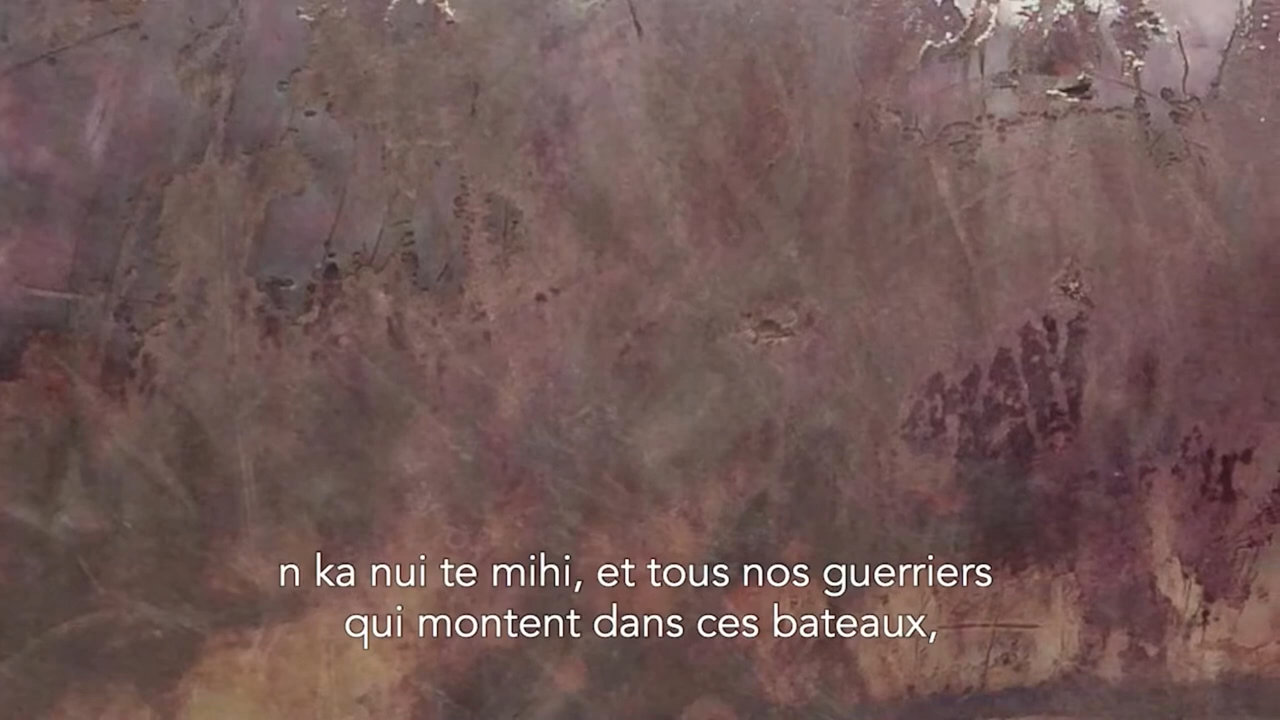 n ka nui te mihi, et tous nos guerriers
qui montent dans ces bateaux,